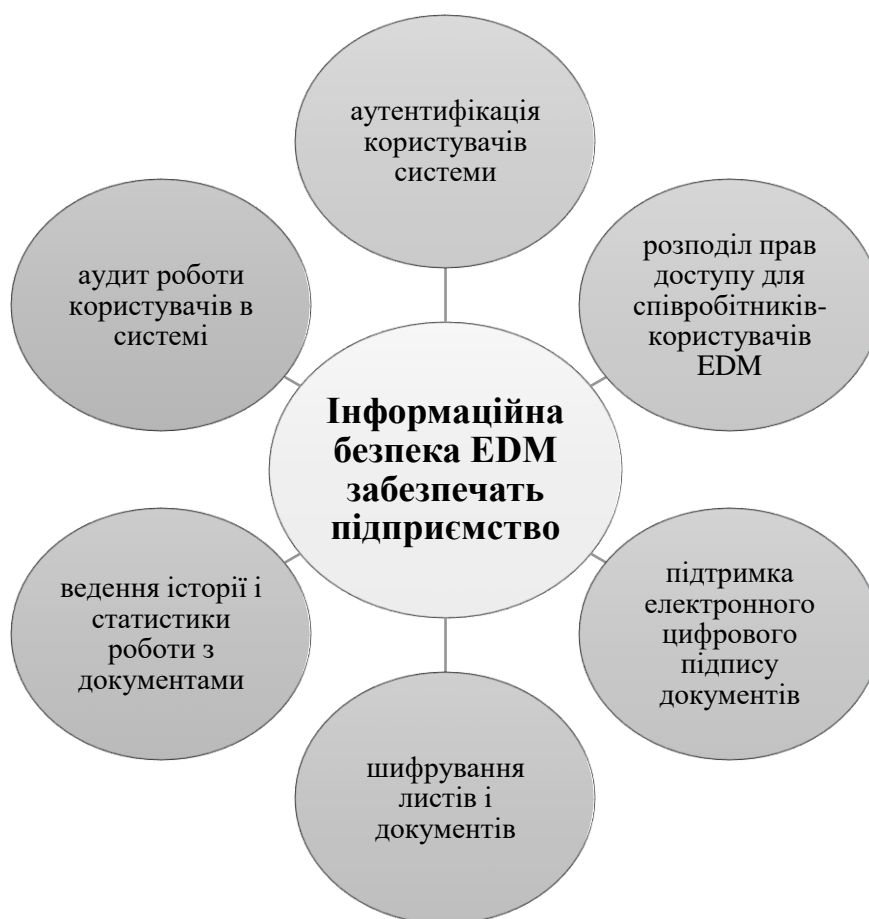 аутентифікація
користувачів
системи
розподіл прав
доступу для
співробітників-
користувачів
EDM
підтримка
електронного
цифрового
підпису
документів
шифрування
листів і
документів
ведення історії і
статистики
роботи з
документами
аудит роботи
користувачів в
системі
Інформаційна
безпека EDM
забезпечать
підприємство